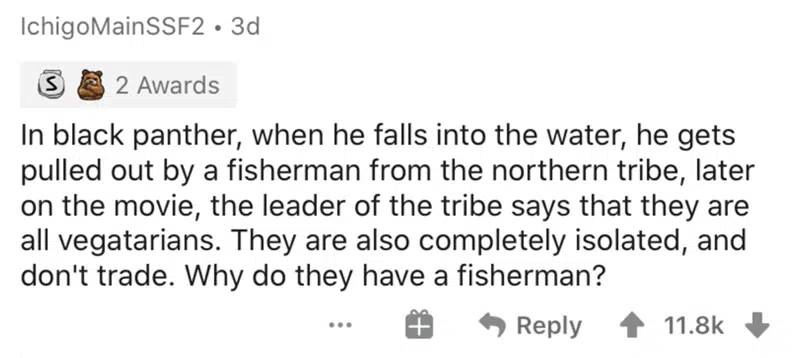 IchigoMainSSF2 • 3d
S 2 Awards
In black panther, when he falls into the water, he gets
pulled out by a fisherman from the northern tribe, later
on the movie, the leader of the tribe says that they are
all vegatarians. They are also completely isolated, and
don't trade. Why do they have a fisherman?
... Reply 11.8k